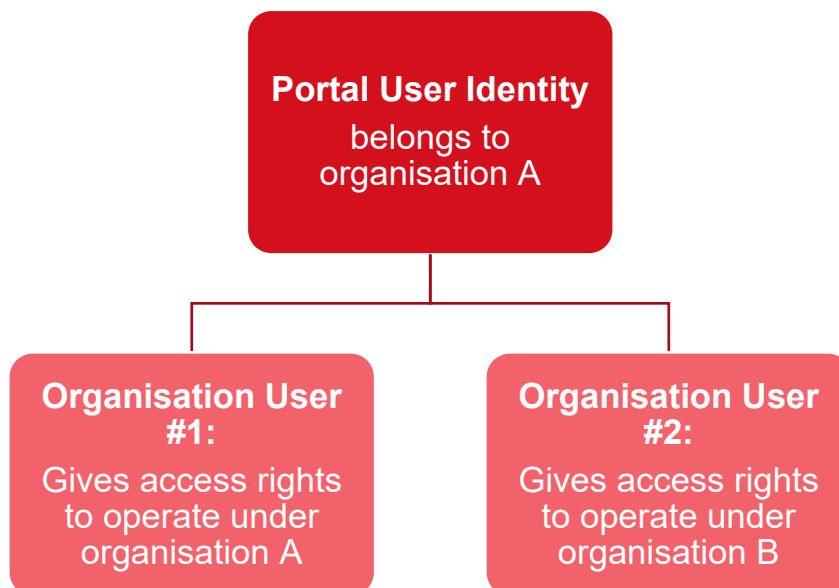 Portal User Identity
belongs to
organisation A
Organisation User
#1:
Gives access rights
to operate under
organisation A
Organisation User
#2:
Gives access rights
to operate under
organisation B